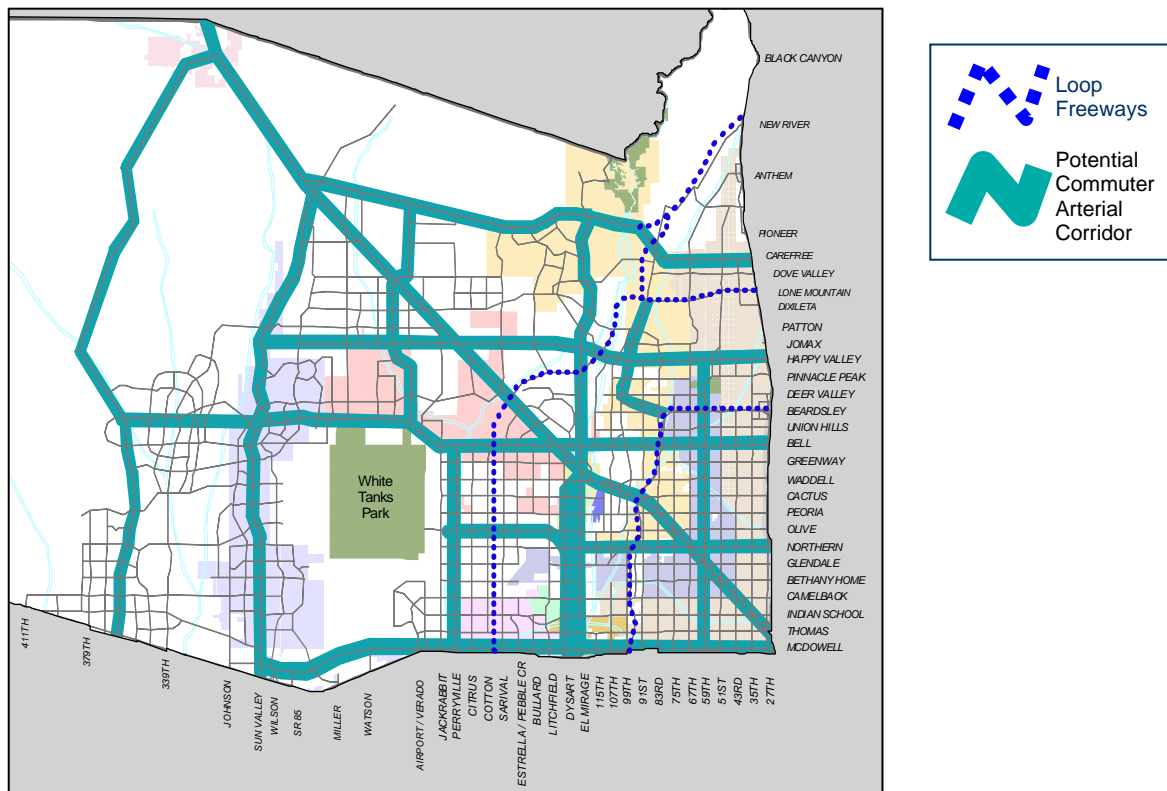 BLACK CANYON
NEW RIVER
ANTHEM
PIONEER
CAREFREE
DOVE VALLEY
LONE MOUNTAIN
DIXILETA
PATTON
JOMAX
HAPPY VALLEY
PINNACLE PEAK
DEER VALLEY
BEARDSLEY
UNION HILLS
BELL
GREENWAY
WADDELL
CACTUS
PEORIA
OLIVE
NORTHERN
GLENDALE
BETHANY HOME
CAMELBACK
INDIAN SCHOOL
THOMAS
MCDOWELL
White
Tanks
Park
411TH
379TH
339TH
JOHNSON
SUN VALLEY
WILSON
SR 85
MILLER
WATSON
AIRPORT / VERADO
JACKRABBIT
PERRYVILLE
CITRUS
COTTON
SARIVAL
ESTRELLA / PEBBLE CR
BULLARD
LITCHFIELD
DYSART
EL MIRAGE
115TH
107TH
99TH
91ST
83RD
75TH
67TH
59TH
51ST
43RD
35TH
27TH
Loop
Freeways
Potential
Commuter
Arterial
Corridor